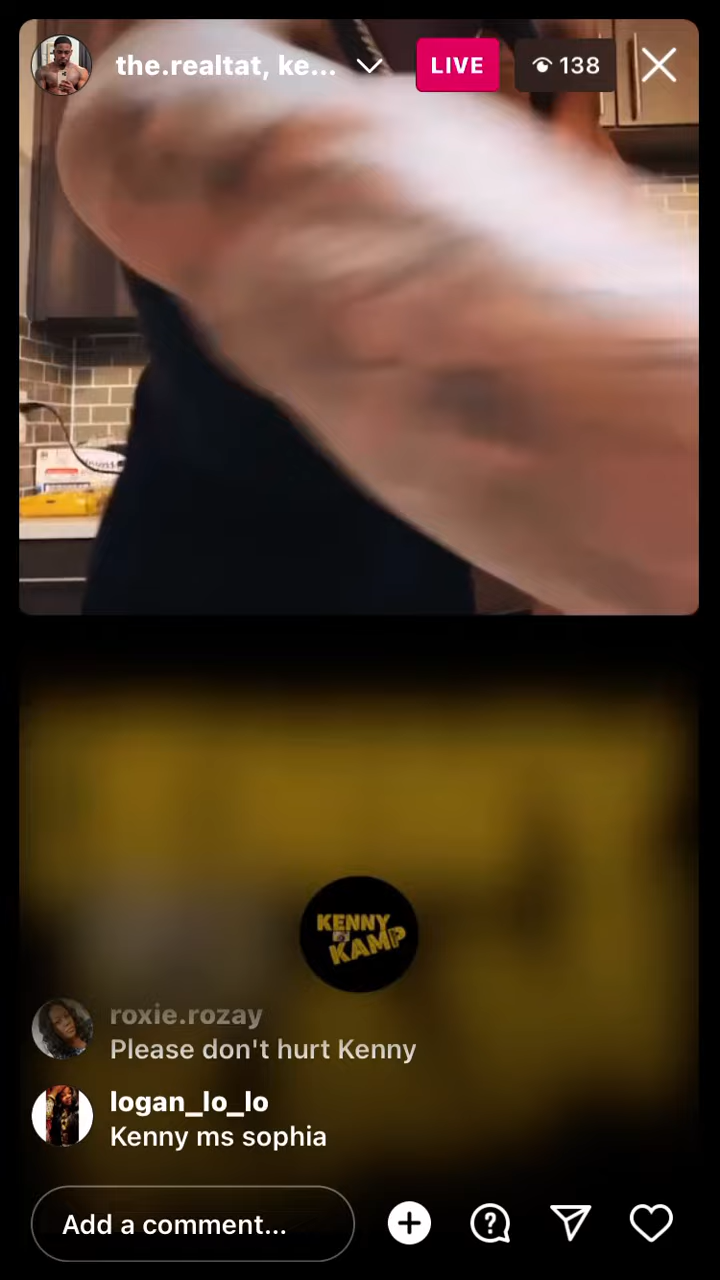 the.realtat, ke...
LIVE
138
KENNY
KAMP
roxie.rozay
Please don't hurt Kenny
logan_lo_lo
Kenny ms sophia
Add a comment...